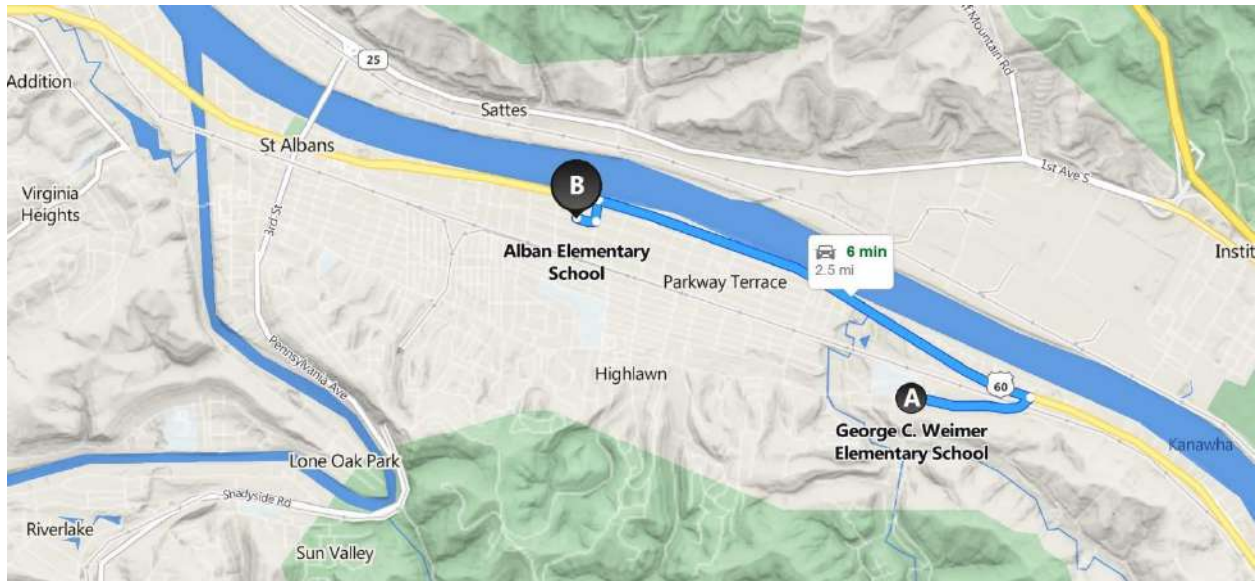 f Mountain Rd
25
Addition
Sattes
St Albans
1st Ave S
B
Virginia
Heights
3rd St
6 min
2.5 mi
Alban Elementary
School
Instit
Parkway Terrace
Pennsylvania Ave
Highlawn
60
A
George C. Weimer
Elementary School
Kanawha
Lone Oak Park
Shadyside Rd
Riverlake
Sun Valley